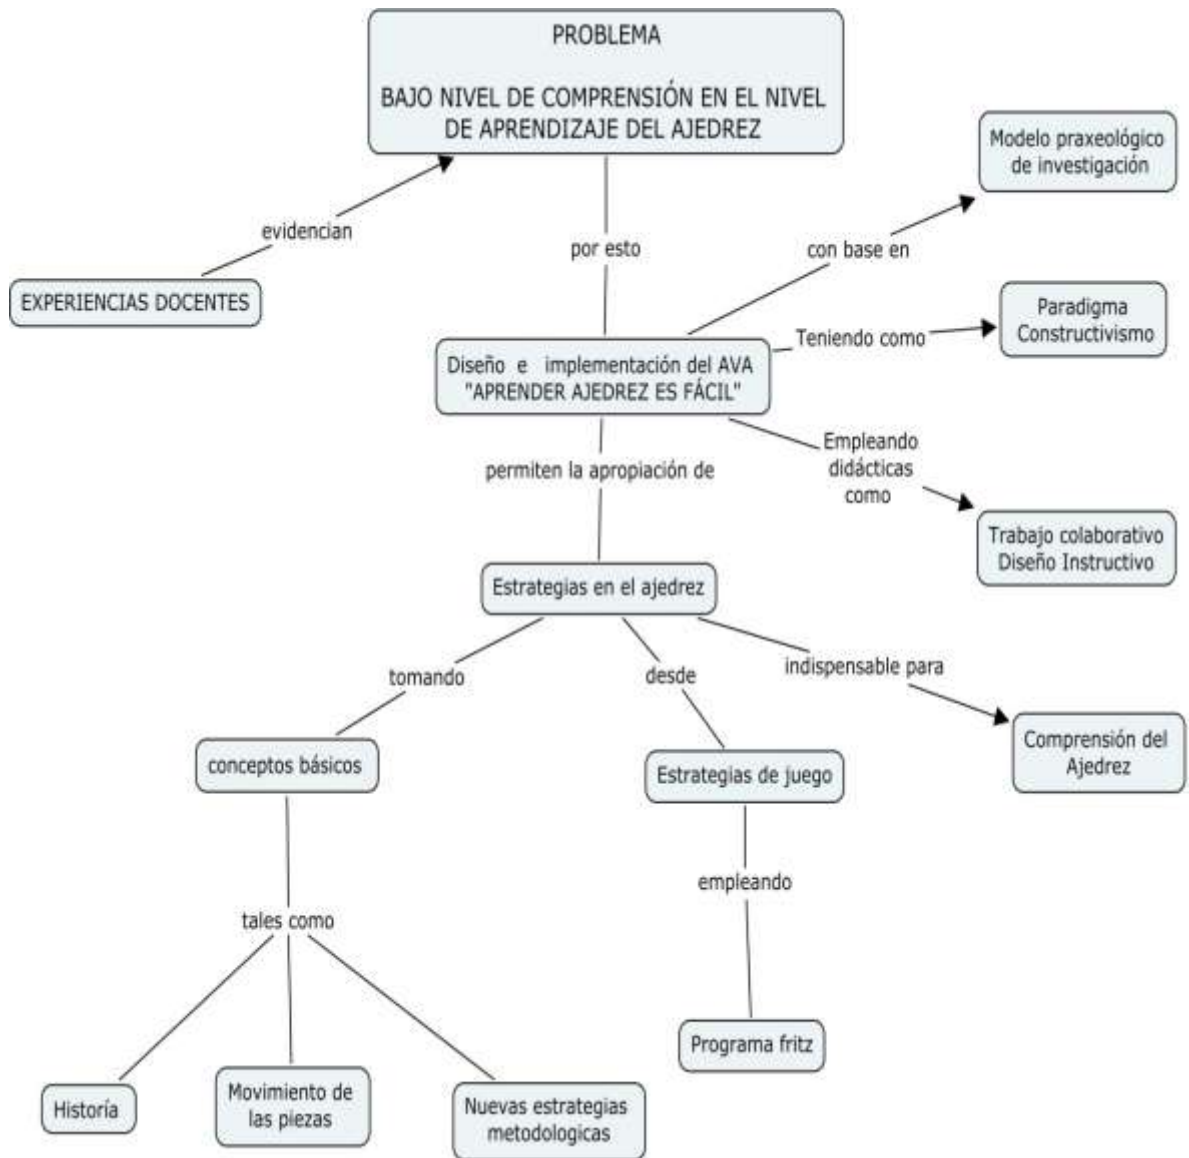 PROBLEMA
BAJO NIVEL DE COMPRENSIÓN EN EL NIVEL
DE APRENDIZAJE DEL AJEDREZ
Modelo praxeológico
de investigación
evidencian
por esto
con base en
EXPERIENCIAS DOCENTES
Paradigma
Constructivismo
Teniendo como
Diseño e implementación del AVA
"APRENDER AJEDREZ ES FÁCIL"
Empleando
didácticas
como
permiten la apropiación de
Trabajo colaborativo
Diseño Instructivo
Estrategias en el ajedrez
tomando
desde
indispensable para
conceptos básicos
Estrategias de juego
Comprensión del
Ajedrez
empleando
tales como
Programa fritz
Historía
Movimiento de
las piezas
Nuevas estrategias
metodologicas